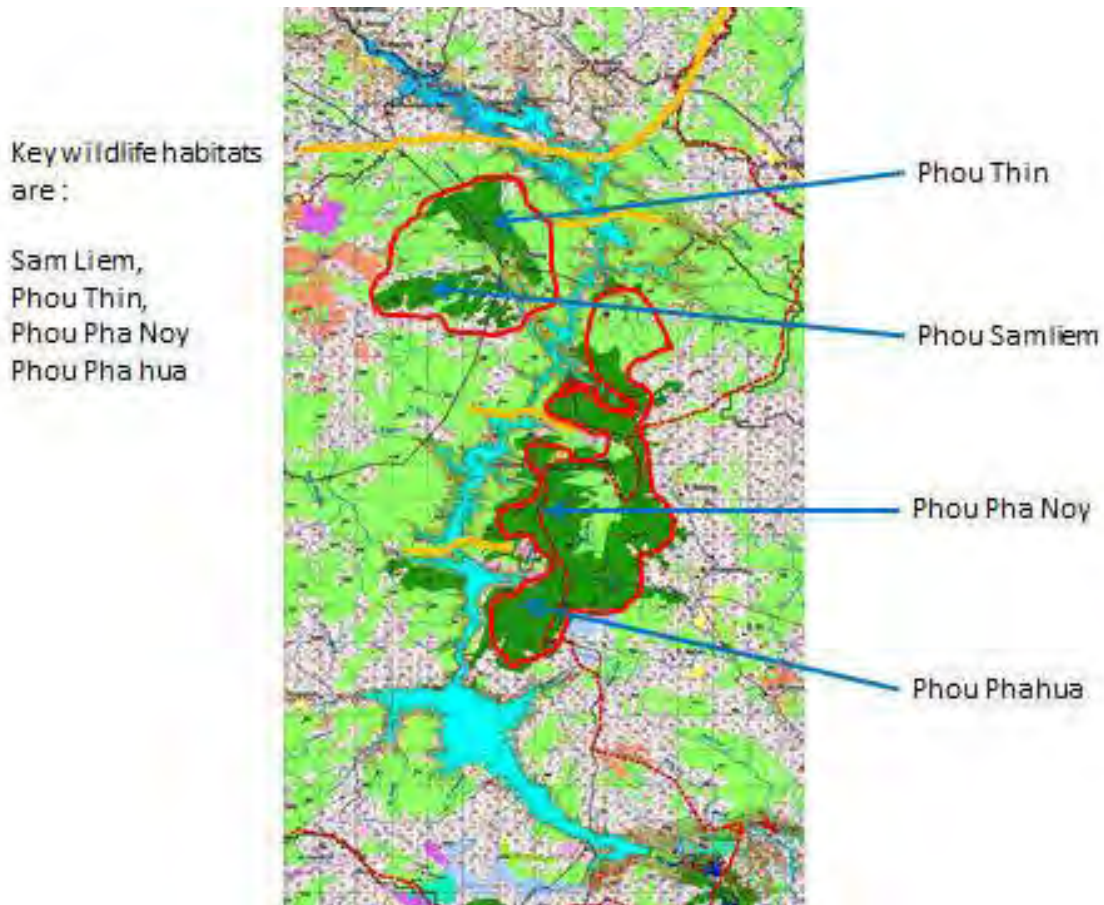 Key wildlife habitats
are :
Sam Liem,
Phou Thin,
Phou Pha Noy
Phou Pha hua
Phou Thin
Phou Samliem
Phou Pha Noy
Phou Phahua